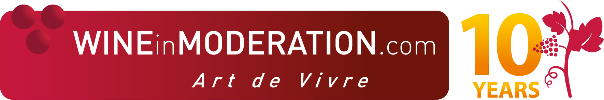 WINEinMODERATION.com
Art de Vivre
10
YEARS